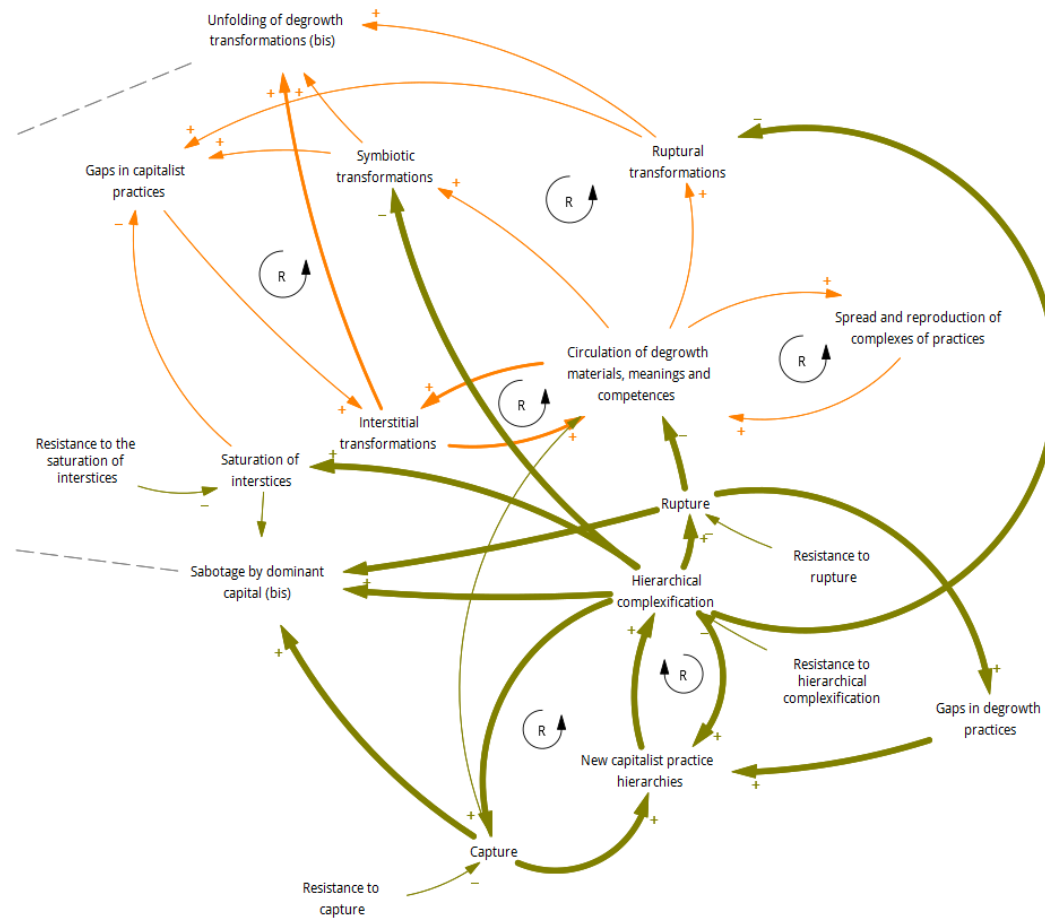 Unfolding of degrowth
transformations (bis)
+
+
+
+
+
+
−
Gaps in capitalist
practices
Symbiotic
transformations
Ruptural
transformations
R
+
+
−
−
R
+
Spread and reproduction of
complexes of practices
Circulation of degrowth
materials, meanings and
competences
R
+
R
+
Interstitial
transformations
+
+
−
Resistance to the
saturation of
interstices
Saturation of
interstices
+
−
Rupture
+
−
Resistance to
rupture
Sabotage by dominant
capital (bis)
+
Hierarchical
complexification
+
−
Resistance to
hierarchical
complexification
+
R
+
Gaps in degrowth
practices
+
R
+
New capitalist practice
hierarchies
+
+
+
Capture
−
Resistance to
capture